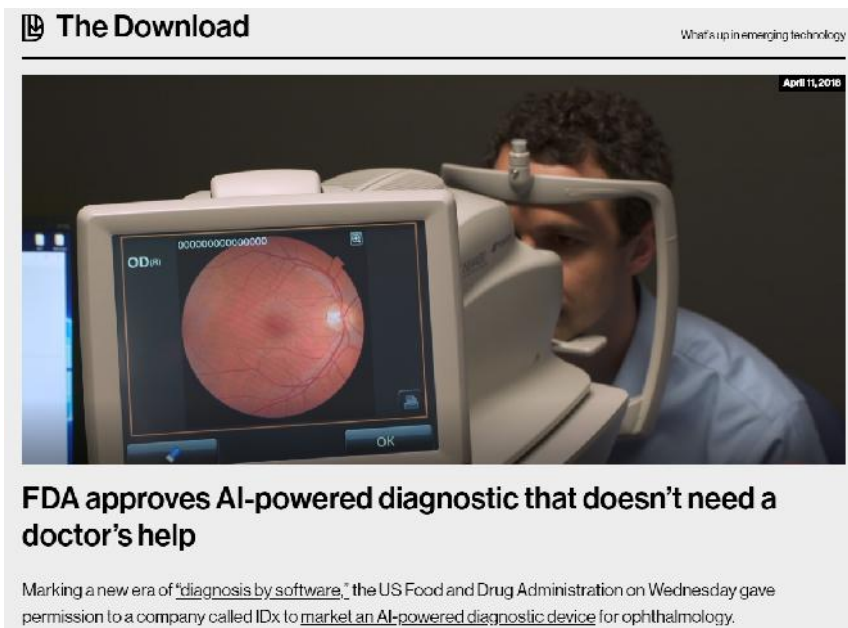 The Download
What's up in emerging technology
April 11, 2018
000000000000000
OD(R)
OK
FDA approves AI-powered diagnostic that doesn't need a
doctor's help
Marking a new era of "diagnosis by software," the US Food and Drug Administration on Wednesday gave
permission to a company called IDx to market an AI-powered diagnostic device for ophthalmology.